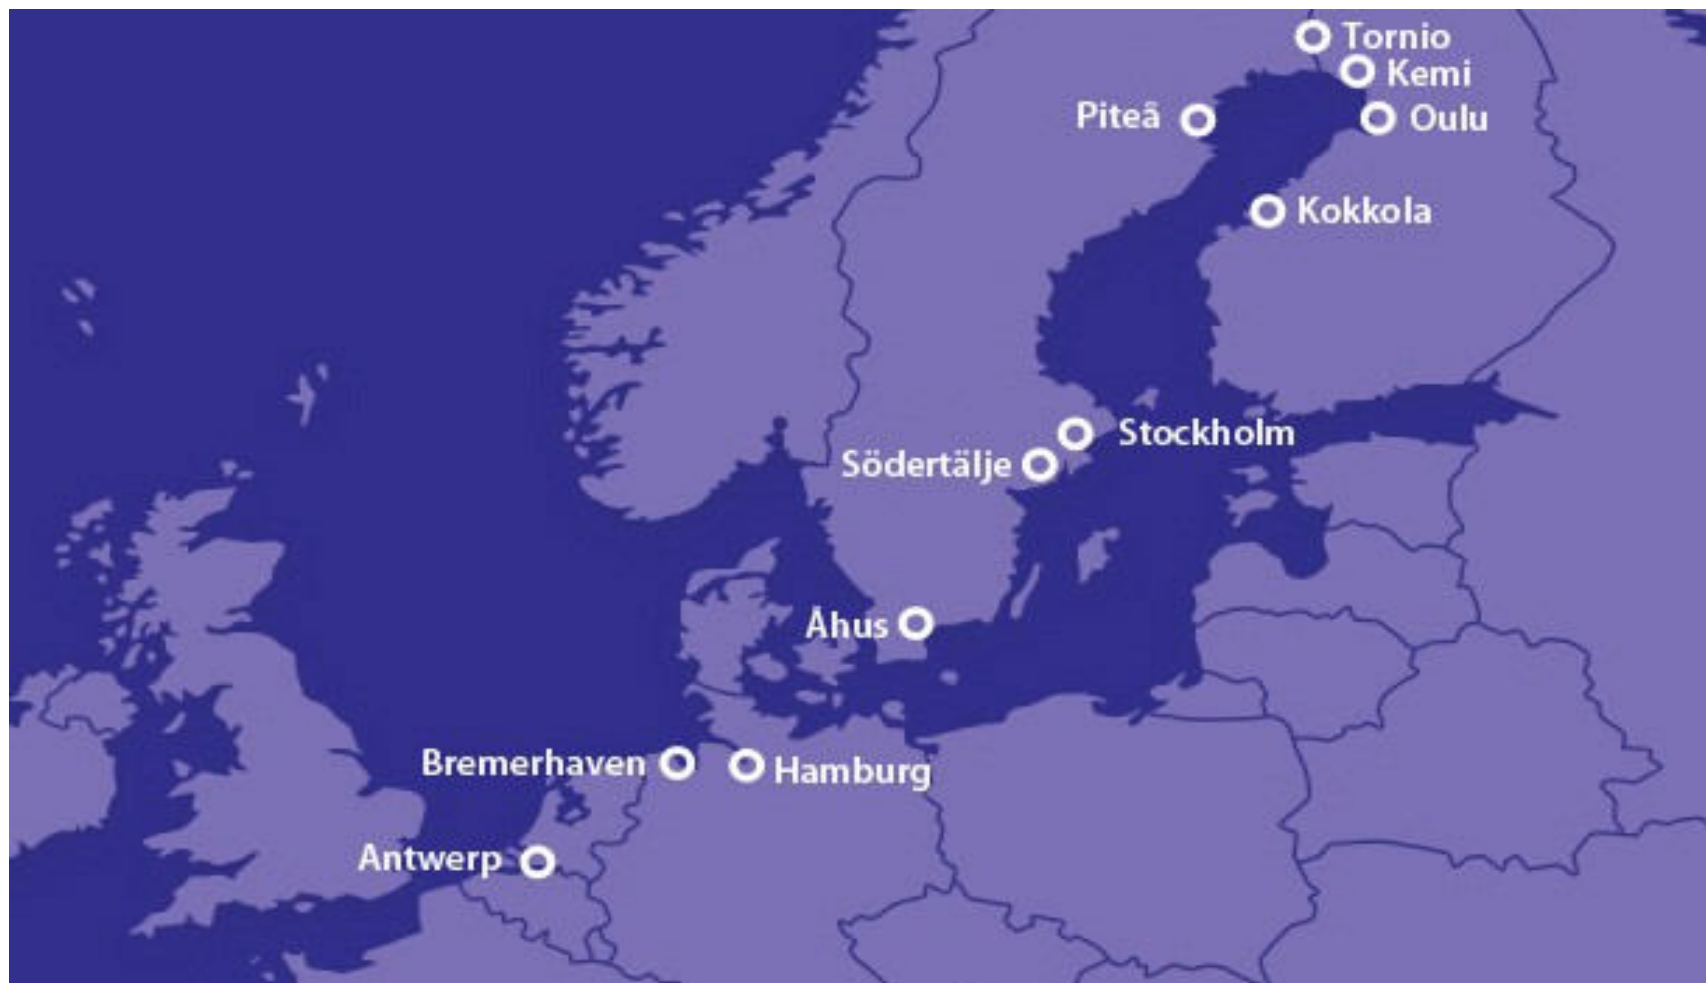 Tornio
Kemi
Piteå
Oulu
Kokkola
Stockholm
Södertälje
Åhus
Bremerhaven
Hamburg
Antwerp